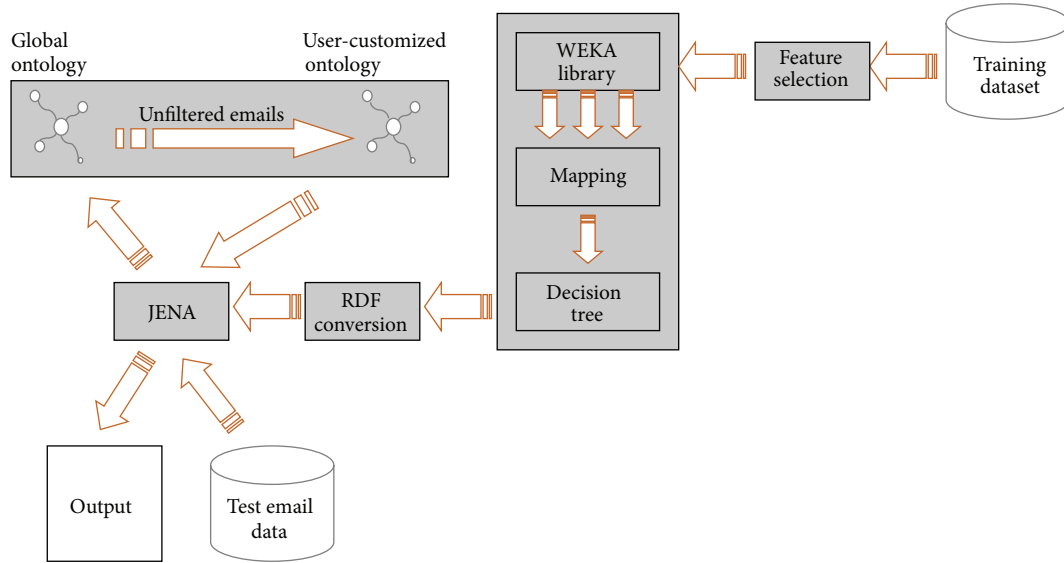 Global
ontology
User-customized
ontology
Unfiltered emails
WEKA
library
Mapping
Decision
tree
Feature
selection
Training
dataset
JENA
RDF
conversion
Output
Test email
data